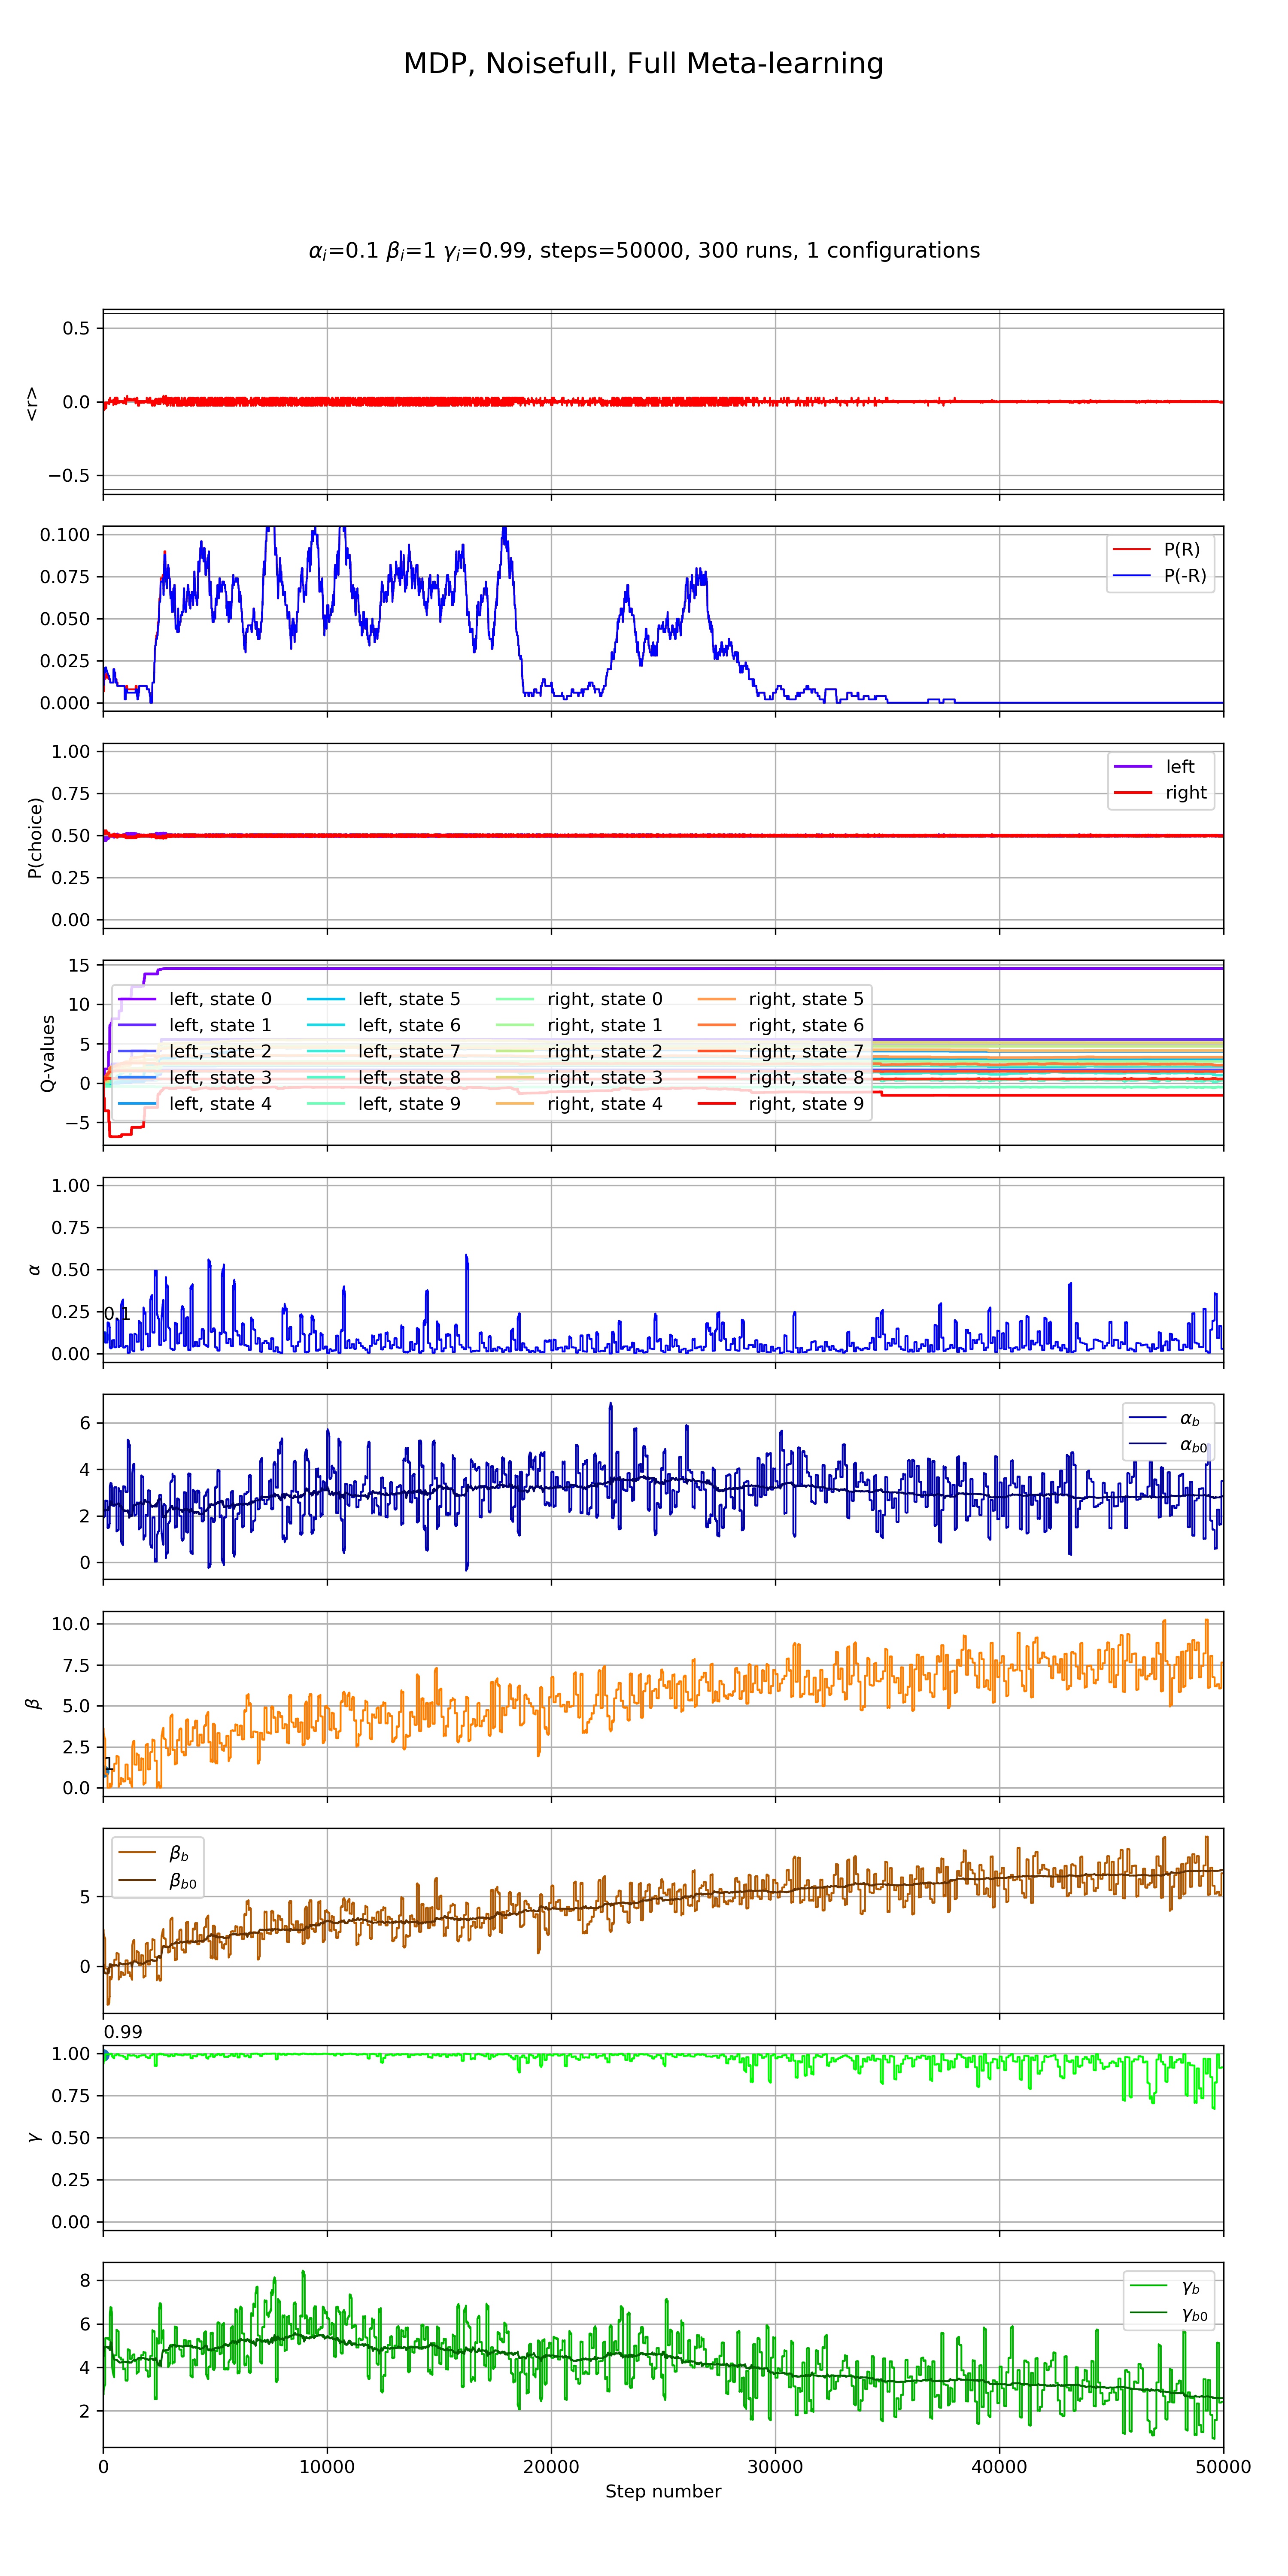 MDP, Noisefull, Full Meta-learning
αᵢ=0.1 βᵢ=1 γᵢ=0.99, steps=50000, 300 runs, 1 configurations
0.5
0.0
−0.5
<r>
0.100
0.075
0.050
0.025
0.000
P(R)
P(-R)
1.00
0.75
0.50
0.25
0.00
P(choice)
left
right
15
10
5
0
−5
Q-values
left, state 0
left, state 1
left, state 2
left, state 3
left, state 4
left, state 5
left, state 6
left, state 7
left, state 8
left, state 9
right, state 0
right, state 1
right, state 2
right, state 3
right, state 4
right, state 5
right, state 6
right, state 7
right, state 8
right, state 9
1.00
0.75
0.50
0.25
0.00
α
0.1
6
4
2
0
α_b
α_b0
10.0
7.5
5.0
2.5
0.0
β
1
5
0
β_b
β_b0
0.99
1.00
0.75
0.50
0.25
0.00
γ
8
6
4
2
γ_b
γ_b0
0
10000
20000
30000
40000
50000
Step number